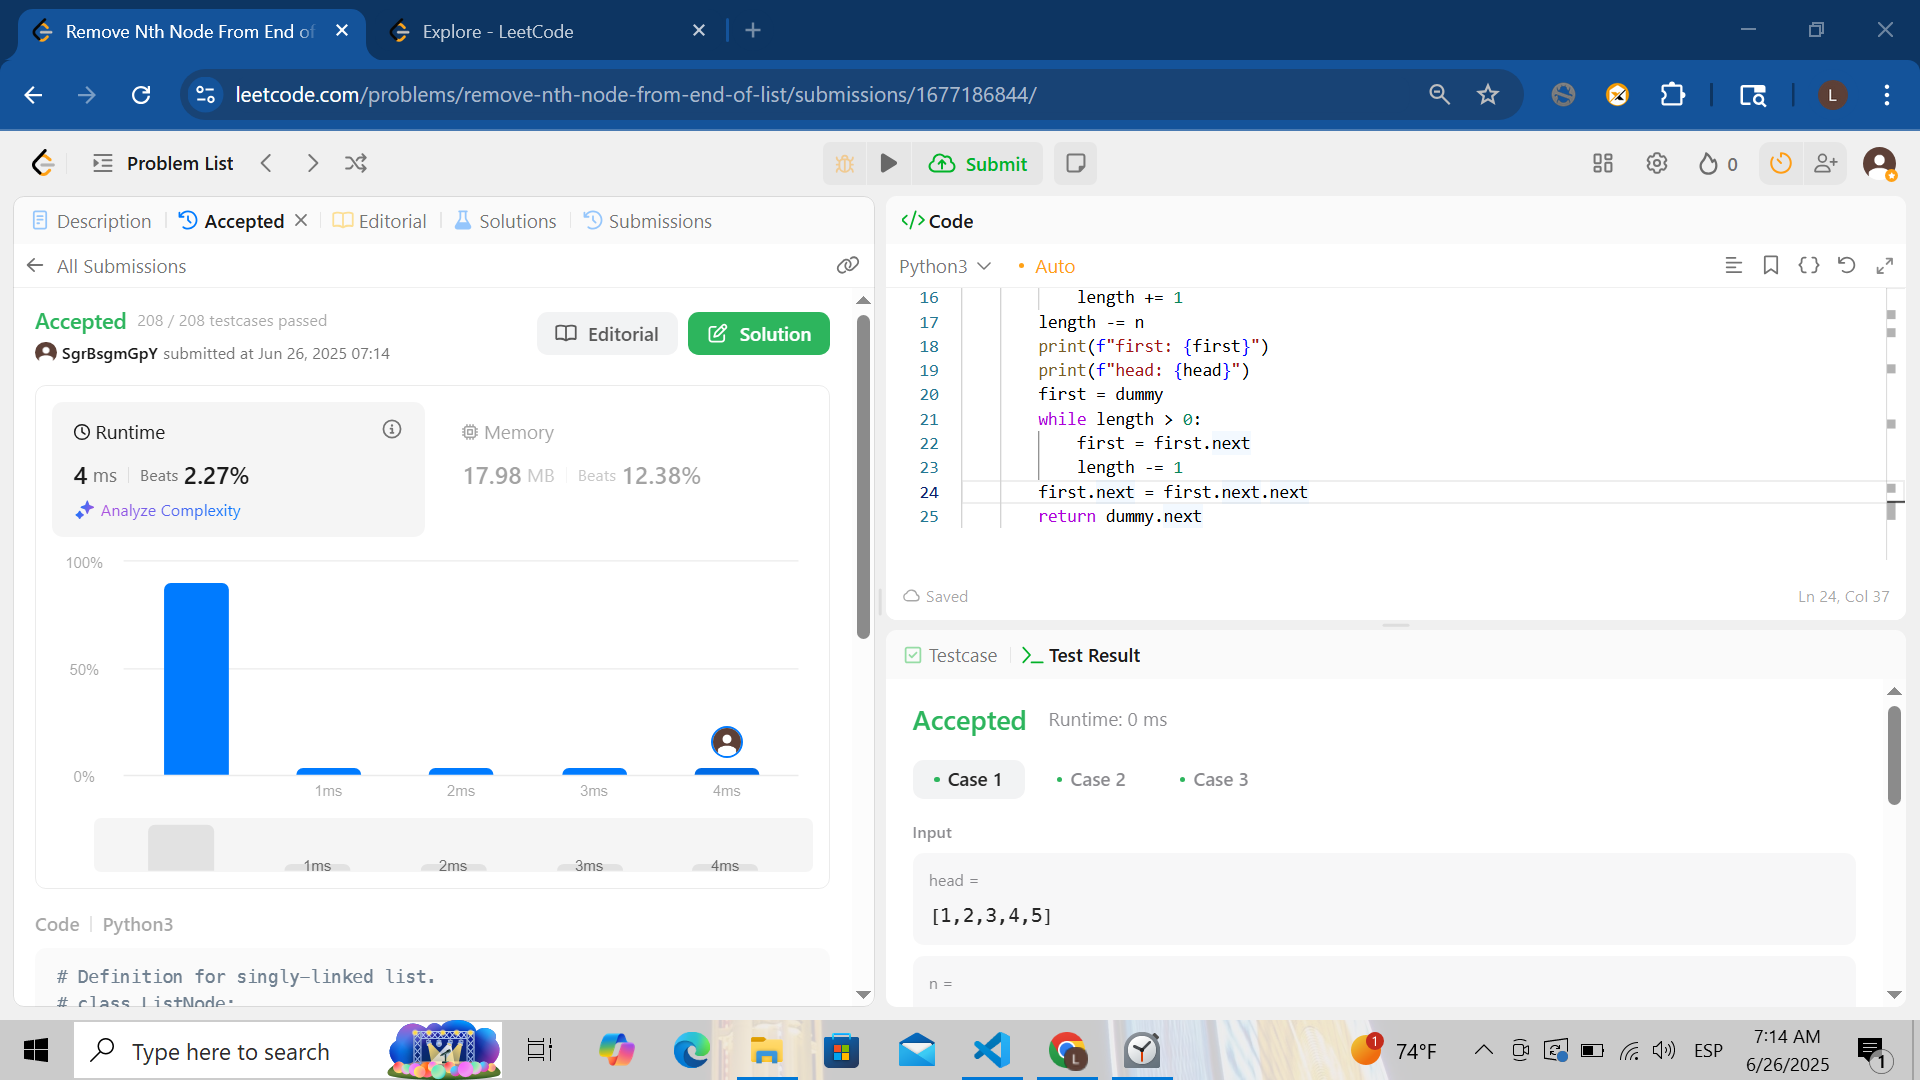 Remove Nth Node From End of
Explore - LeetCode
leetcode.com/problems/remove-nth-node-from-end-of-list/submissions/1677186844/
L
Problem List
Submit
0
Description
Accepted
Editorial
Solutions
Submissions
All Submissions
Accepted 208 / 208 testcases passed
SgrBsgmGpY submitted at Jun 26, 2025 07:14
Editorial
Solution
Runtime
4 ms Beats 2.27%
Analyze Complexity
Memory
17.98 MB Beats 12.38%
100%
50%
0%
1ms 2ms 3ms 4ms
1ms 2ms 3ms 4ms
Code Python3
# Definition for singly-linked list.
# class ListNode:
Code
Python3 Auto
16 length += 1
17 length -= n
18 print(f"first: {first}")
19 print(f"head: {head}")
20 first = dummy
21 while length > 0:
22 first = first.next
23 length -= 1
24 first.next = first.next.next
25 return dummy.next
Saved
Ln 24, Col 37
Testcase
Test Result
Accepted Runtime: 0 ms
Case 1 Case 2 Case 3
Input
head =
[1,2,3,4,5]
n =
Type here to search
L
1
74°F
ESP
7:14 AM
6/26/2025
1